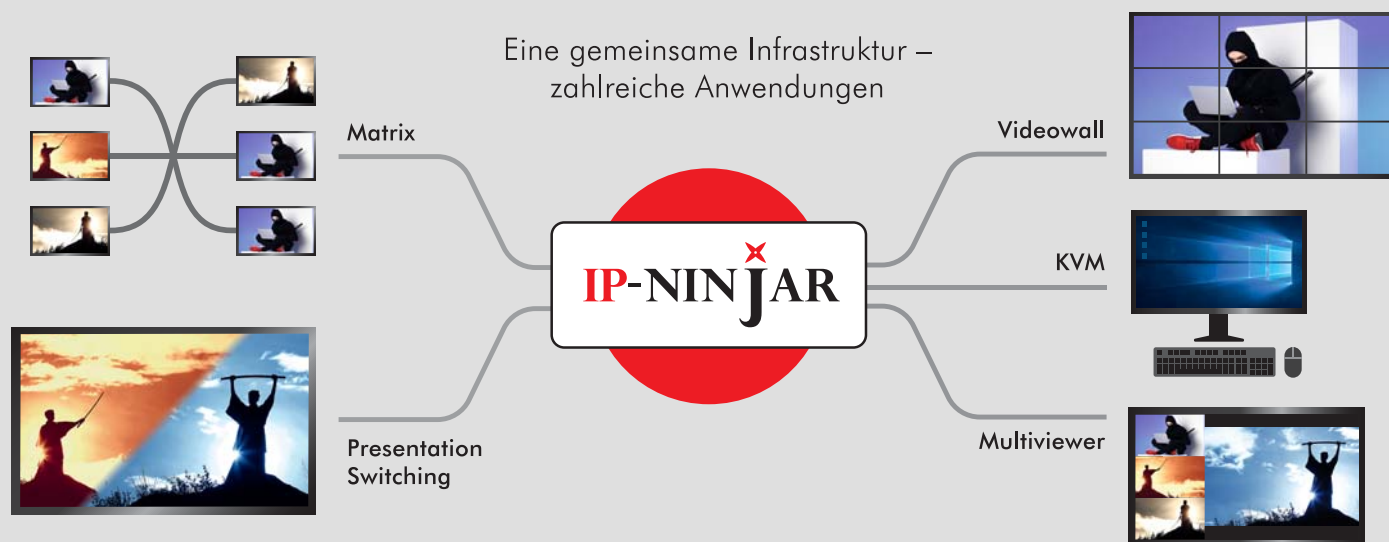 Eine gemeinsame Infrastruktur –
zahlreiche Anwendungen
Matrix
Presentation
Switching
IP-NINJAR
Videowall
KVM
Multiviewer